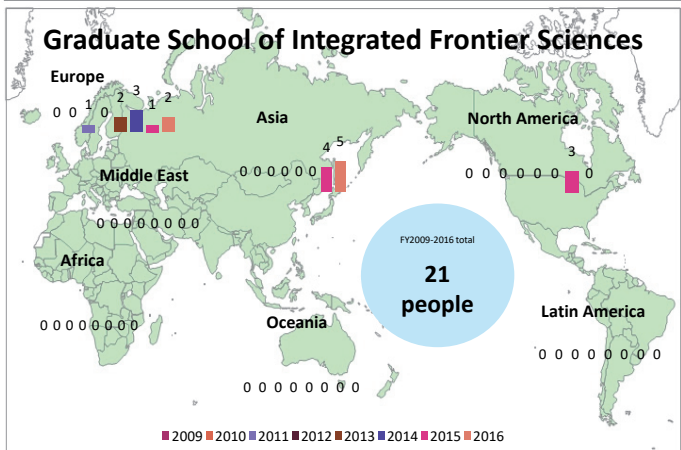 Graduate School of Integrated Frontier Sciences
Europe
0 0 1 0 2 3 1 2
Asia
0 0 0 0 0 0 4 5
North America
0 0 0 0 0 0 3 0
Middle East
0 0 0 0 0 0 0 0
Africa
0 0 0 0 0 0 0 0
FY2009-2016 total
21
people
Oceania
0 0 0 0 0 0 0 0
Latin America
0 0 0 0 0 0 0 0
2009 2010 2011 2012 2013 2014 2015 2016